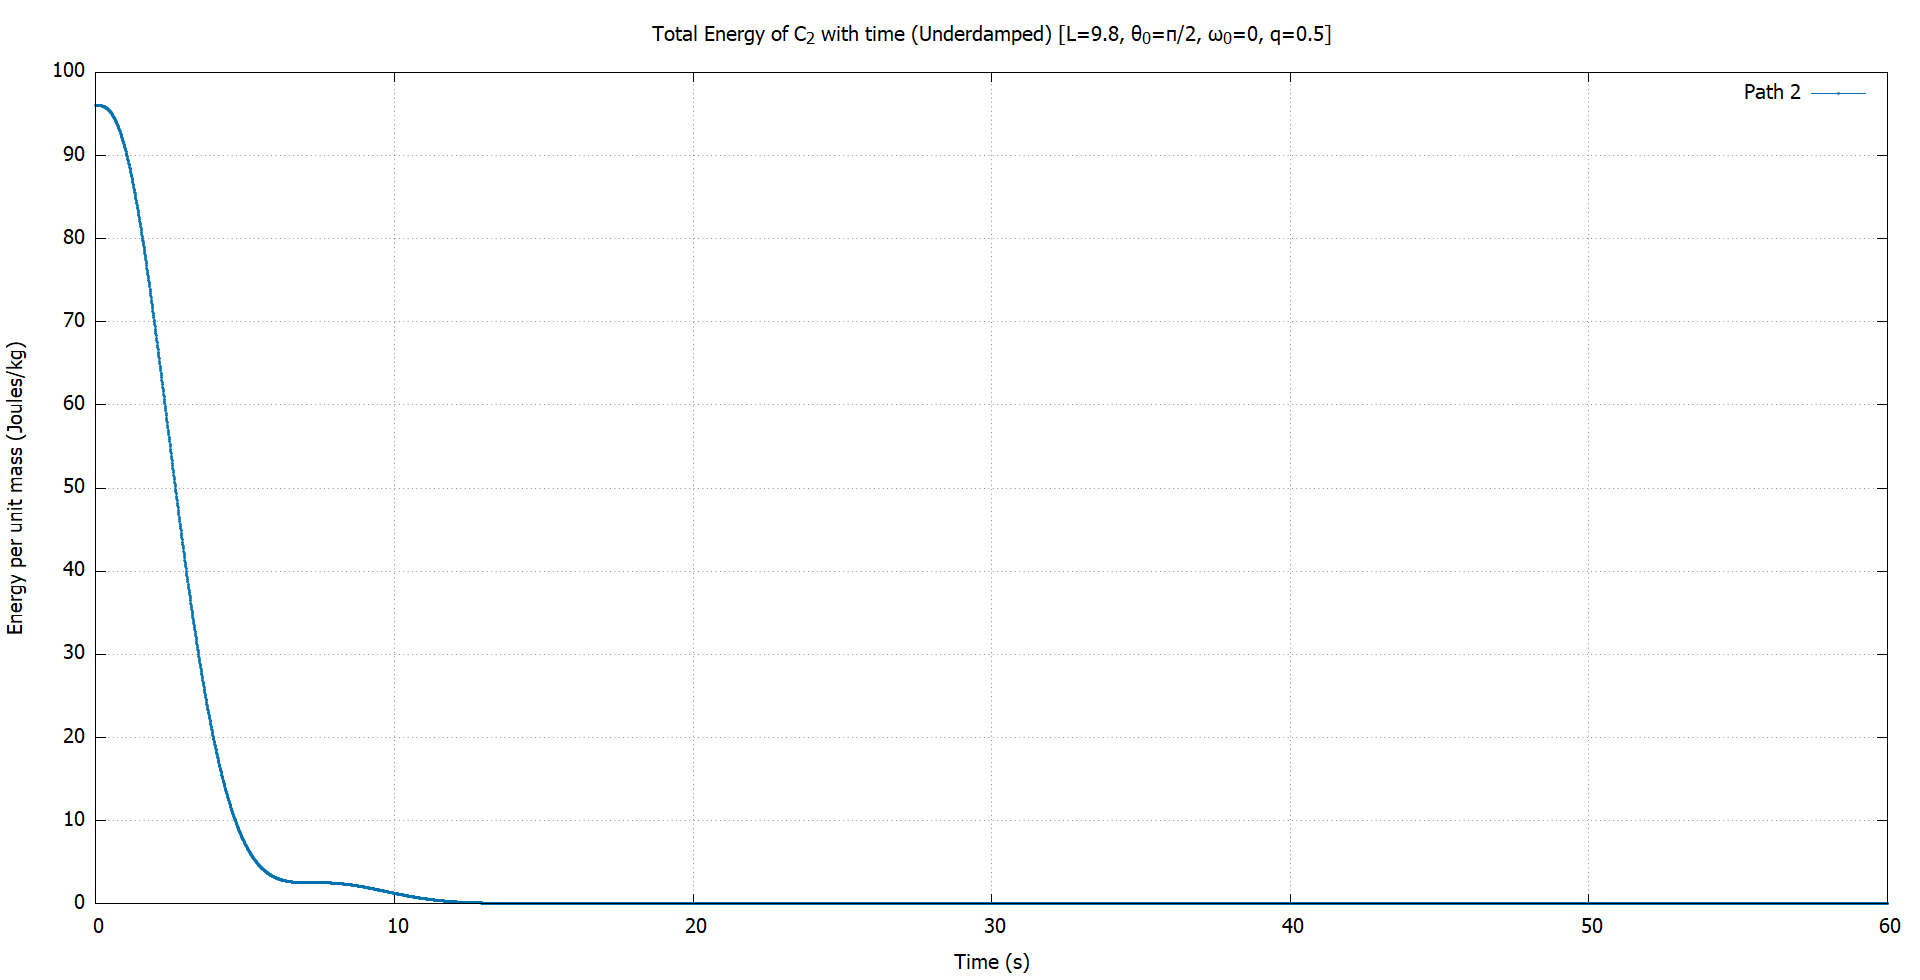 Total Energy of C₂ with time (Underdamped) [L=9.8, θ₀=π/2, ω₀=0, q=0.5]
Path 2
100
90
80
70
60
50
40
30
20
10
0
Energy per unit mass (Joules/kg)
0 10 20 30 40 50 60
Time (s)